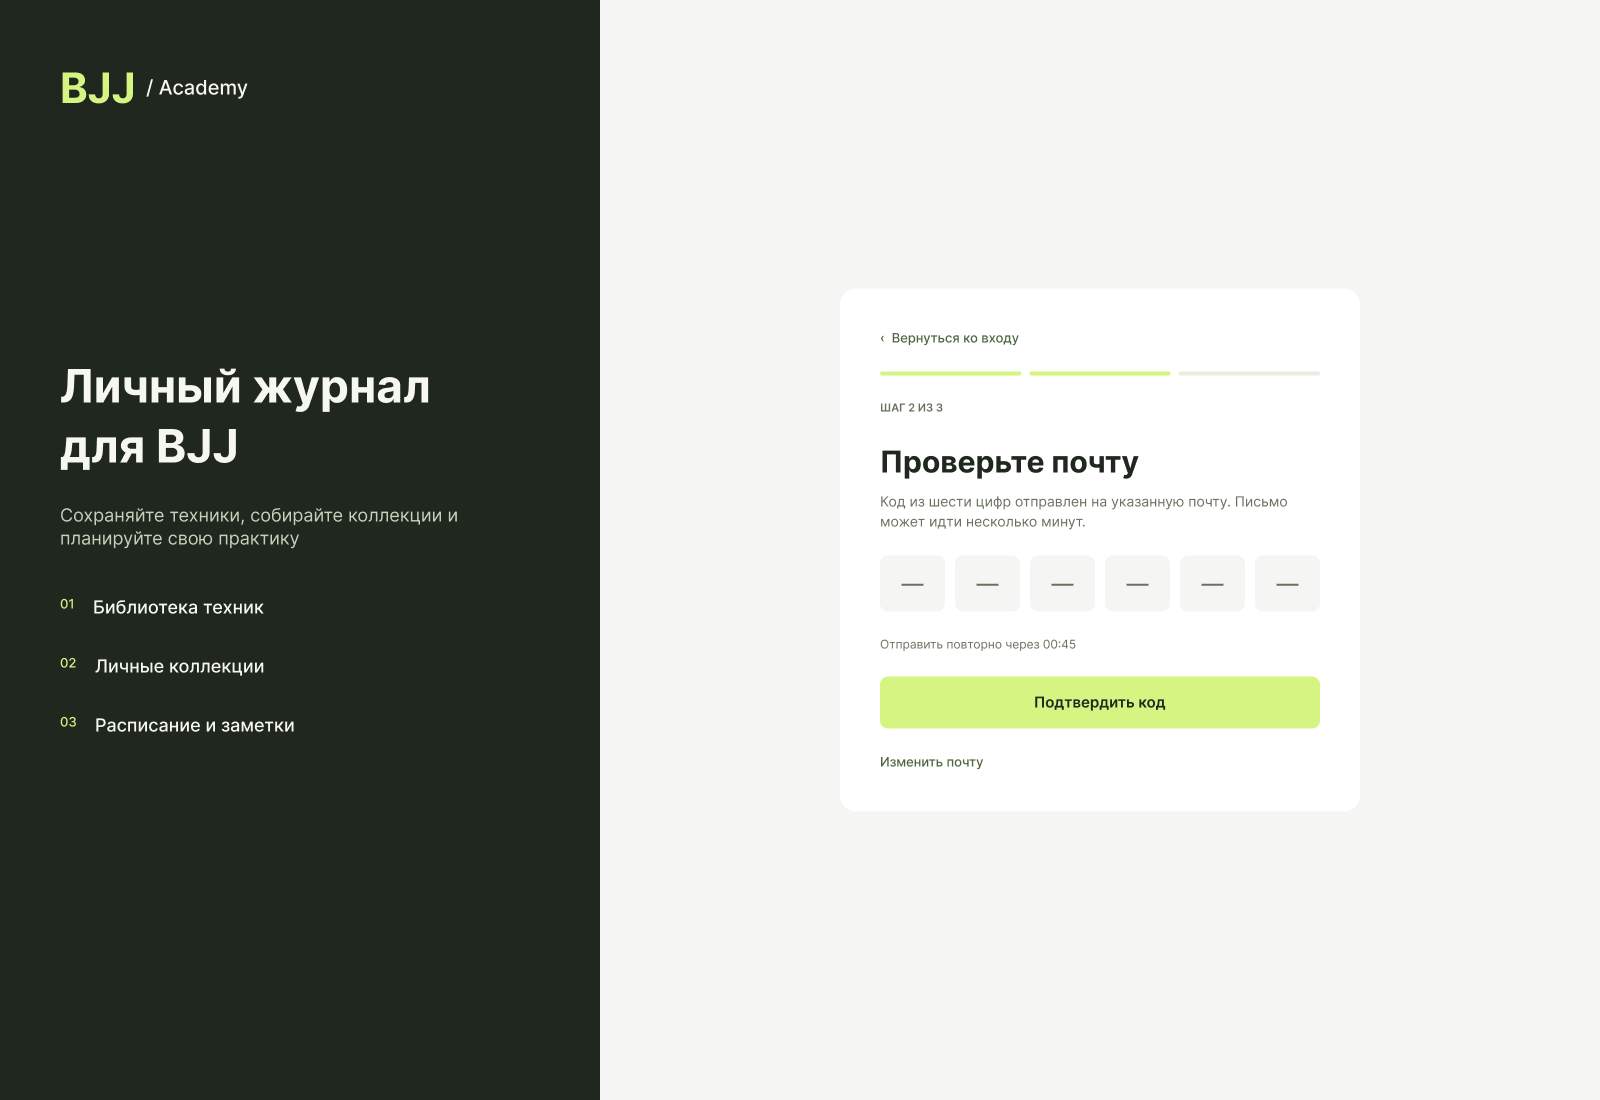 BJJ / Academy
Личный журнал
для BJJ
Сохраняйте техники, собирайте коллекции и
планируйте свою практику
01 Библиотека техник
02 Личные коллекции
03 Расписание и заметки
‹ Вернуться ко входу
ШАГ 2 ИЗ 3
Проверьте почту
Код из шести цифр отправлен на указанную почту. Письмо
может идти несколько минут.
— — — — — —
Отправить повторно через 00:45
Подтвердить код
Изменить почту